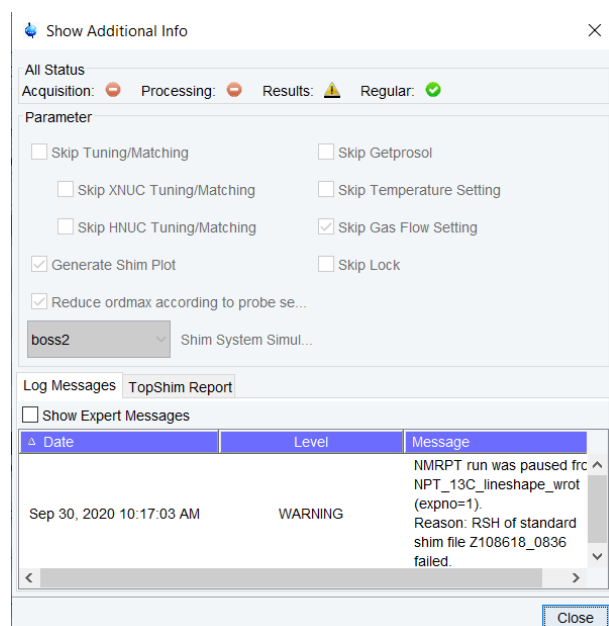 Show Additional Info
All Status
Acquisition: Processing: Results: Regular:
Parameter
Skip Tuning/Matching Skip Getprosol
Skip XNUC Tuning/Matching Skip Temperature Setting
Skip HNUC Tuning/Matching Skip Gas Flow Setting
Generate Shim Plot Skip Lock
Reduce ordmax according to probe se...
boss2 Shim System Simul...
Log Messages TopShim Report
Show Expert Messages
Date Level Message
NMRPT run was paused frc
NPT_13C_lineshape_wrot
(expno=1).
Sep 30, 2020 10:17:03 AM WARNING Reason: RSH of standard
shim file Z108618_0836
failed.
Close